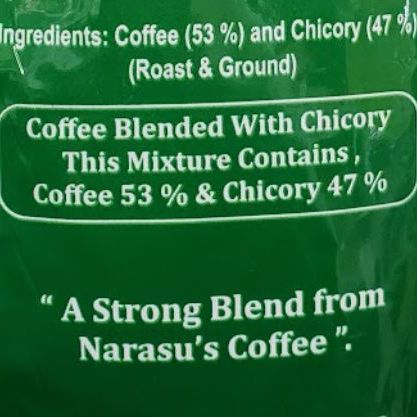 Ingredients: Coffee (53 %) and Chicory (47 %)
(Roast & Ground)
Coffee Blended With Chicory
This Mixture Contains ,
Coffee 53 % & Chicory 47 %
“ A Strong Blend from
Narasu's Coffee ”.